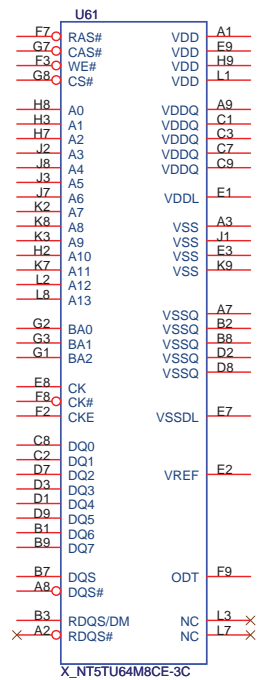 U61
F7 RAS# VDD A1
G7 CAS# VDD E9
F3 WE# VDD H9
G8 CS# VDD L1
H8 A0 VDDQ A9
H3 A1 VDDQ C1
H7 A2 VDDQ C3
J2 A3 VDDQ C7
J8 A4 VDDQ C9
J3 A5
J7 A6 VDDL E1
K2 A7
K8 A8 VSS A3
K3 A9 VSS J1
H2 A10 VSS E3
K7 A11 VSS K9
L2 A12
L8 A13
VSSQ A7
G2 BA0 VSSQ B2
G3 BA1 VSSQ B8
G1 BA2 VSSQ D2
VSSQ D8
E8 CK
F8 CK#
F2 CKE VSSDL E7
C8 DQ0
C2 DQ1
D7 DQ2 VREF E2
D3 DQ3
D1 DQ4
D9 DQ5
B1 DQ6
B9 DQ7
B7 DQS ODT F9
A8 DQS#
B3 RDQS/DM NC L3
A2 RDQS# NC L7
X_NT5TU64M8CE-3C